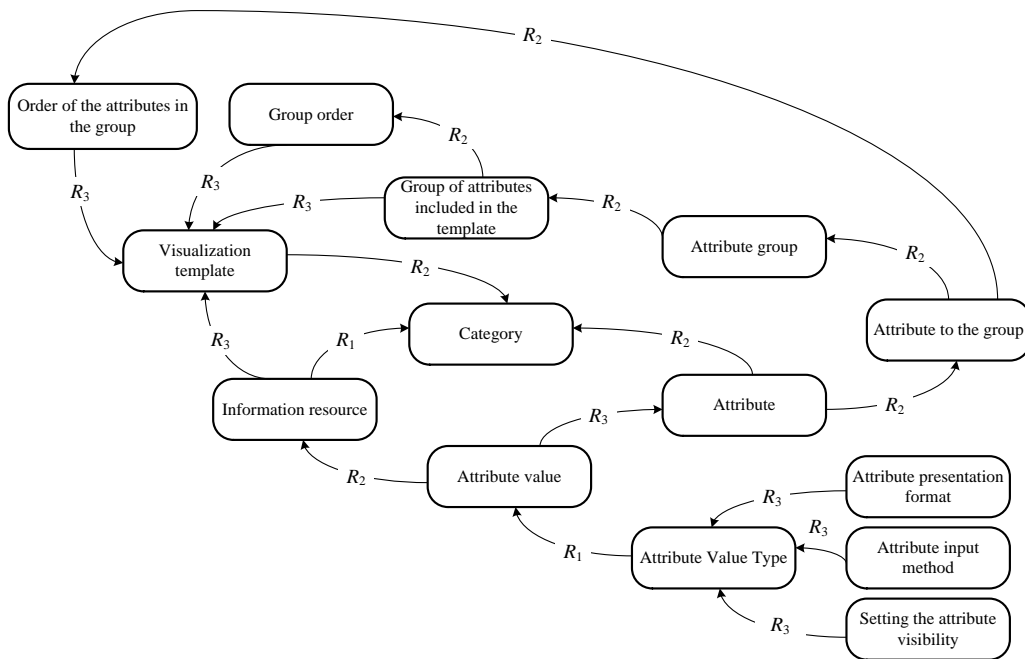 R2
Order of the attributes in
the group
Group order
R2
R3
R3
R3
Group of attributes
included in the
template
R2
Attribute group
R2
Visualization
template
R2
Attribute to the group
R3
R1
Category
R2
Information resource
Attribute
R2
R3
R2
Attribute value
Attribute presentation
format
R3
R3
R1
Attribute Value Type
Attribute input
method
R3
Setting the attribute
visibility